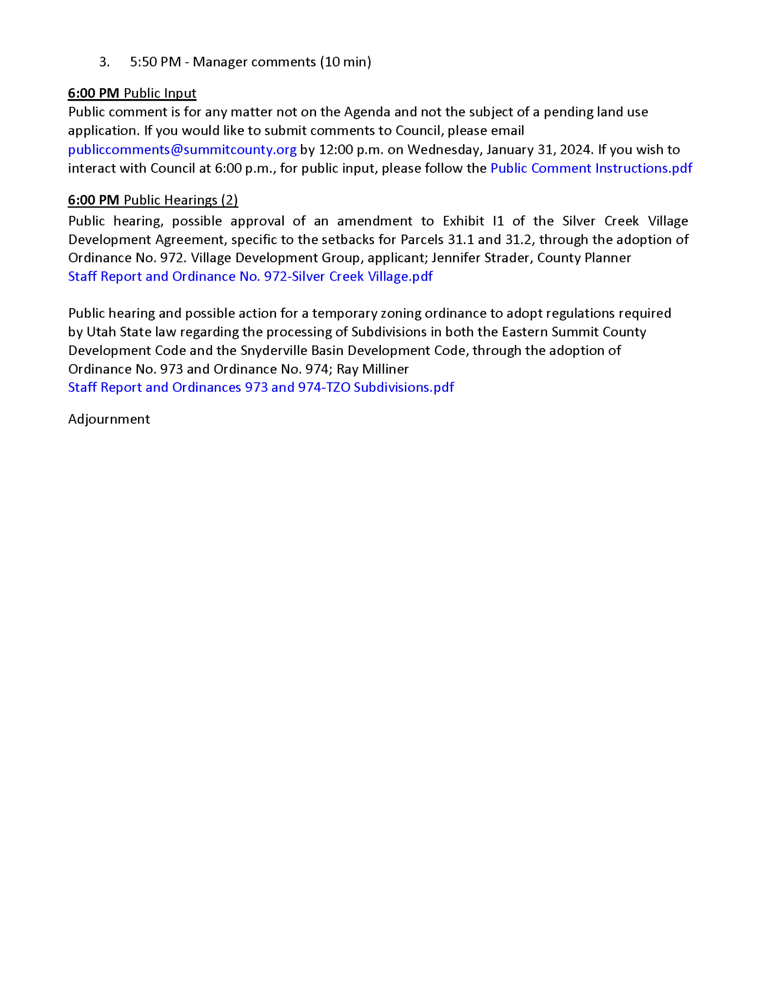 3. 5:50 PM - Manager comments (10 min)
6:00 PM Public Input
Public comment is for any matter not on the Agenda and not the subject of a pending land use
application. If you would like to submit comments to Council, please email
publiccomments@summitcounty.org by 12:00 p.m. on Wednesday, January 31, 2024. If you wish to
interact with Council at 6:00 p.m., for public input, please follow the Public Comment Instructions.pdf
6:00 PM Public Hearings (2)
Public hearing, possible approval of an amendment to Exhibit I1 of the Silver Creek Village
Development Agreement, specific to the setbacks for Parcels 31.1 and 31.2, through the adoption of
Ordinance No. 972. Village Development Group, applicant; Jennifer Strader, County Planner
Staff Report and Ordinance No. 972-Silver Creek Village.pdf
Public hearing and possible action for a temporary zoning ordinance to adopt regulations required
by Utah State law regarding the processing of Subdivisions in both the Eastern Summit County
Development Code and the Snyderville Basin Development Code, through the adoption of
Ordinance No. 973 and Ordinance No. 974; Ray Milliner
Staff Report and Ordinances 973 and 974-TZO Subdivisions.pdf
Adjournment